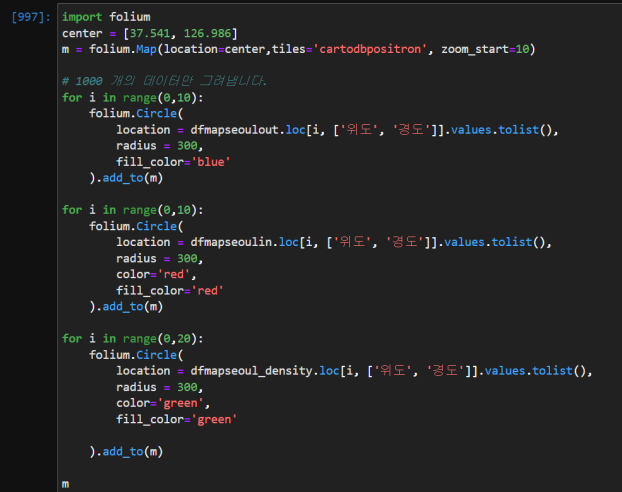 [997]:
import folium
center = [37.541, 126.986]
m = folium.Map(location=center,tiles='cartodbpositron', zoom_start=10)
# 1000 개의 데이터만 그려냅니다.
for i in range(0,10):
    folium.Circle(
        location = dfmapseoulout.loc[i, ['위도', '경도']].values.tolist(),
        radius = 300,
        fill_color='blue'
    ).add_to(m)
for i in range(0,10):
    folium.Circle(
        location = dfmapseoulin.loc[i, ['위도', '경도']].values.tolist(),
        radius = 300,
        color='red',
        fill_color='red'
    ).add_to(m)
for i in range(0,20):
    folium.Circle(
        location = dfmapseoul_density.loc[i, ['위도', '경도']].values.tolist(),
        radius = 300,
        color='green',
        fill_color='green'
    ).add_to(m)
m